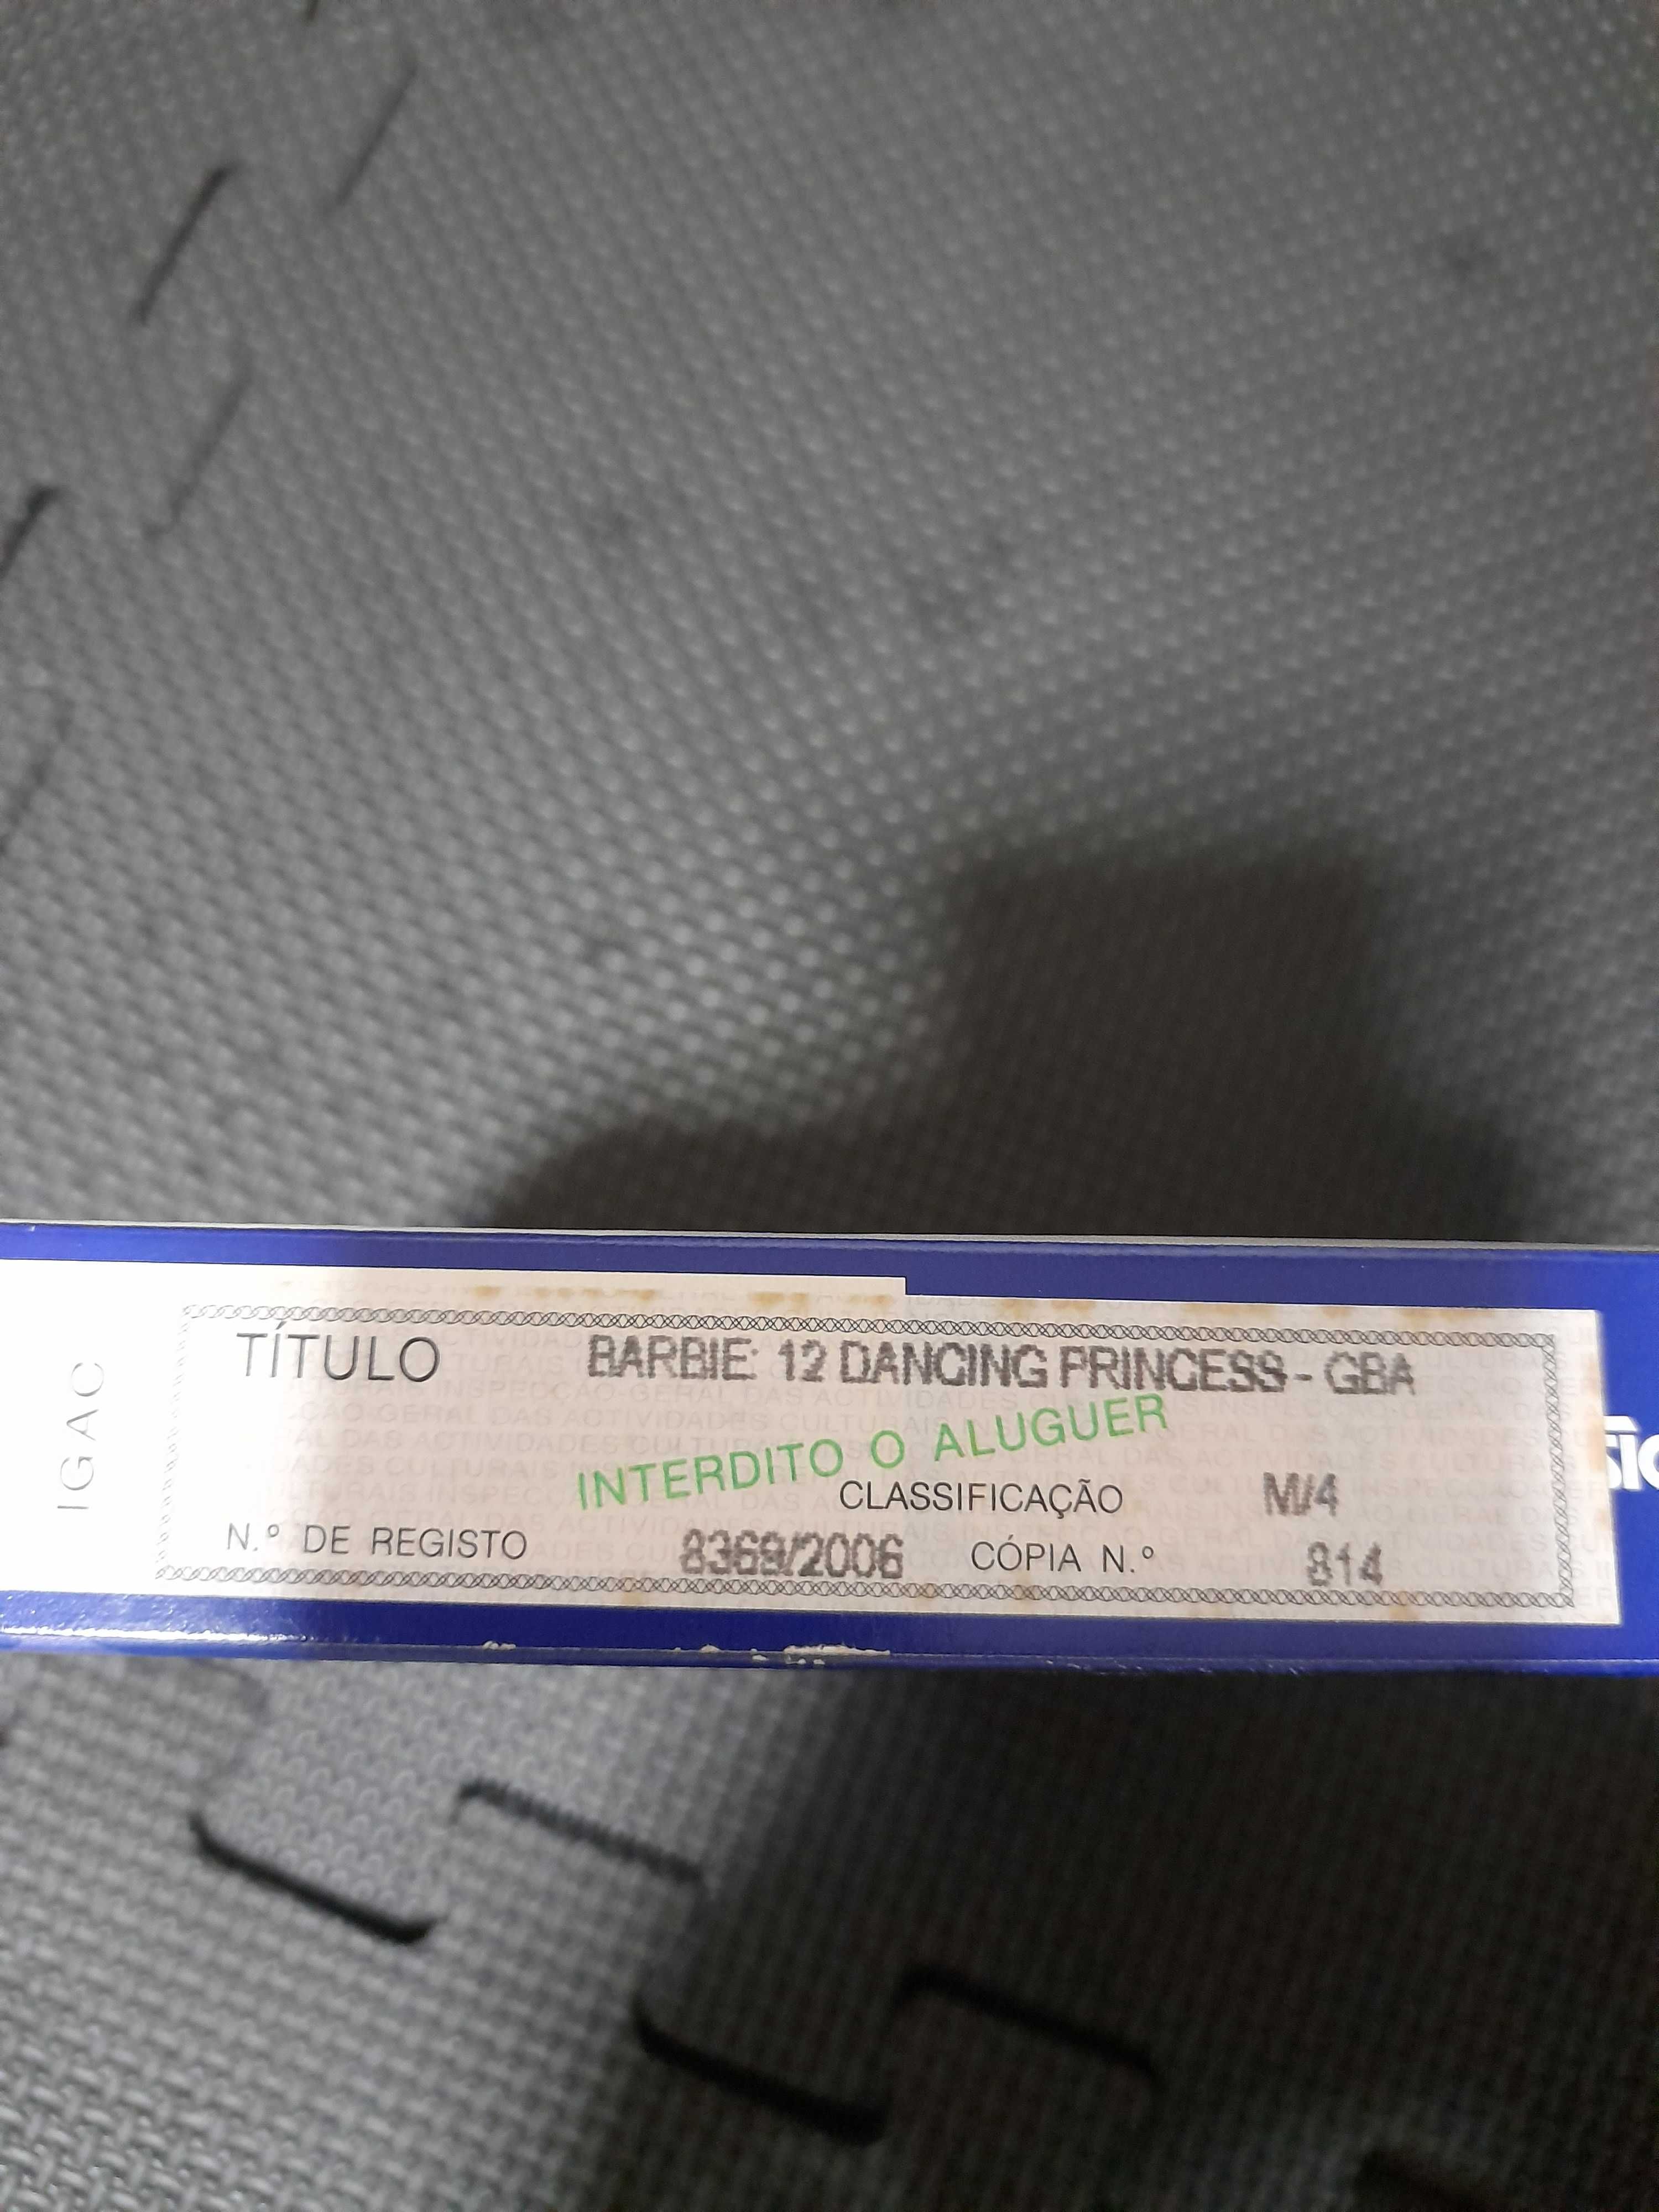 IGAC
TÍTULO BARBIE: 12 DANCING PRINCESS - GBA
INTERDITO O ALUGUER
CLASSIFICAÇÃO M/4
N.º DE REGISTO 8369/2006 CÓPIA N.º 814